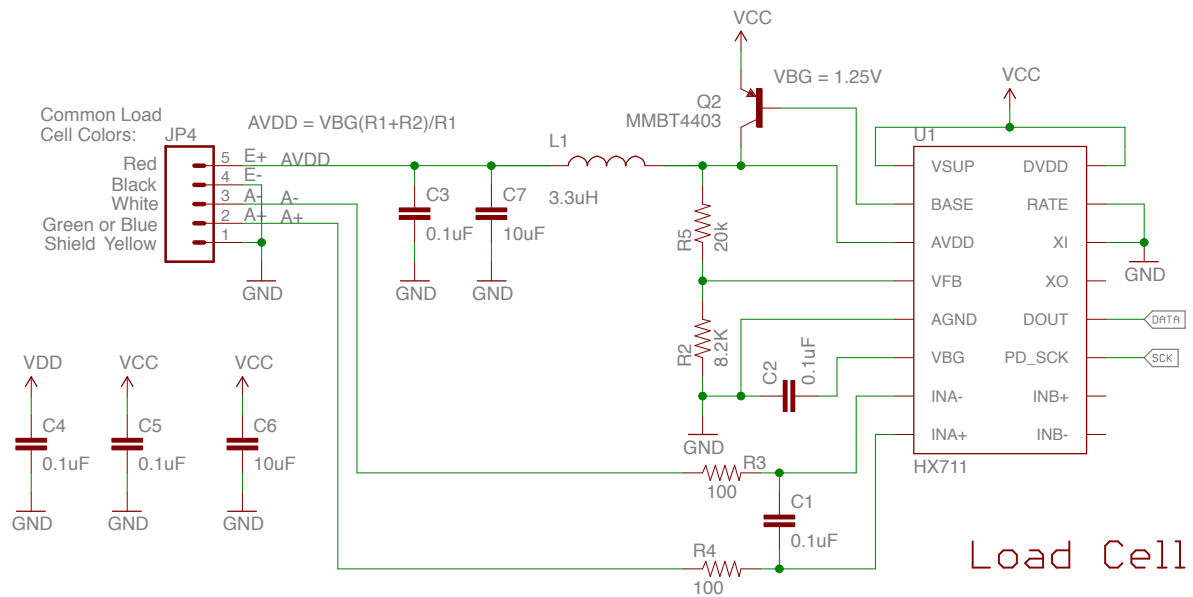 VCC
VBG = 1.25V
VCC
Q2
MMBT4403
Common Load
Cell Colors:
JP4
AVDD = VBG(R1+R2)/R1
L1
3.3uH
U1
Red
5
E+
AVDD
Black
4
E-
White
3
A-
A-
Green or Blue
2
A+
A+
Shield Yellow
1
GND
C3
0.1uF
GND
C7
10uF
GND
R5
20k
R2
8.2K
GND
C2
0.1uF
VSUP
DVDD
BASE
RATE
AVDD
XI
GND
VFB
XO
AGND
DOUT
DATA
VBG
PD_SCK
SCK
INA-
INB+
INA+
INB-
HX711
VDD
C4
0.1uF
GND
VCC
C5
0.1uF
GND
VCC
C6
10uF
GND
R3
100
C1
0.1uF
R4
100
Load Cell